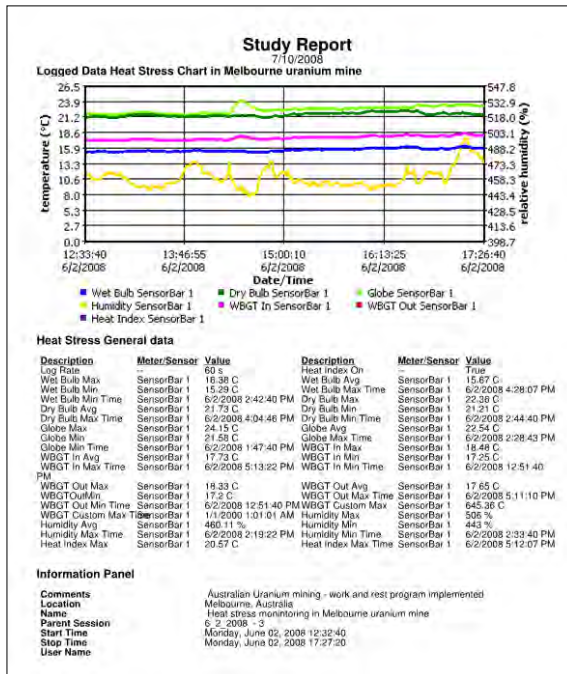 Study Report
7/10/2008
Logged Data Heat Stress Chart in Melbourne uranium mine
temperature (°C)
26.5
23.9
21.2
18.6
15.9
13.3
10.6
8.0
5.3
2.7
0.0
547.8
532.9
518.0
503.1
488.2
473.3
458.3
443.4
428.5
413.6
398.7
relative humidity (%)
12:33:40 13:46:55 15:00:10 16:13:25 17:26:40
6/2/2008 6/2/2008 6/2/2008 6/2/2008 6/2/2008
Date/Time
Wet Bulb SensorBar 1 Dry Bulb SensorBar 1 Globe SensorBar 1
Humidity SensorBar 1 WBGT In SensorBar 1 WBGT Out SensorBar 1
Heat Index SensorBar 1
Heat Stress General data
Description Meter/Sensor Value Description Meter/Sensor Value
Log Rate -- 60 s Heat Index On -- True
Wet Bulb Max SensorBar 1 16.38 C Wet Bulb Avg SensorBar 1 15.67 C
Wet Bulb Min SensorBar 1 15.29 C Wet Bulb Max Time SensorBar 1 6/2/2008 4:28:07 PM
Wet Bulb Min Time SensorBar 1 6/2/2008 2:42:40 PM Dry Bulb Max SensorBar 1 22.38 C
Dry Bulb Avg SensorBar 1 21.73 C Dry Bulb Min SensorBar 1 21.21 C
Dry Bulb Max Time SensorBar 1 6/2/2008 4:04:46 PM Dry Bulb Min Time SensorBar 1 6/2/2008 2:44:40 PM
Globe Max SensorBar 1 24.15 C Globe Avg SensorBar 1 22.54 C
Globe Min SensorBar 1 21.58 C Globe Max Time SensorBar 1 6/2/2008 2:28:43 PM
Globe Min Time SensorBar 1 6/2/2008 1:47:40 PM WBGT In Max SensorBar 1 18.48 C
WBGT In Avg SensorBar 1 17.73 C WBGT In Min SensorBar 1 17.25 C
WBGT In Max Time SensorBar 1 6/2/2008 5:13:22 PM WBGT In Min Time SensorBar 1 6/2/2008 12:51:40
PM
WBGT Out Max SensorBar 1 18.33 C WBGT Out Avg SensorBar 1 17.65 C
WBGTOutMin SensorBar 1 17.2 C WBGT Out Max Time SensorBar 1 6/2/2008 5:11:10 PM
WBGT Out Min Time SensorBar 1 6/2/2008 12:51:40 PM WBGT Custom Max SensorBar 1 645.36 C
WBGT Custom Max Time SensorBar 1 1/1/2000 1:01:01 AM Humidity Max SensorBar 1 506 %
Humidity Avg SensorBar 1 460.11 % Humidity Min SensorBar 1 443 %
Humidity Max Time SensorBar 1 6/2/2008 2:19:22 PM Humidity Min Time SensorBar 1 6/2/2008 2:33:40 PM
Heat Index Max SensorBar 1 20.57 C Heat Index Max Time SensorBar 1 6/2/2008 5:12:07 PM
Information Panel
Comments Australian Uranium mining - work and rest program implemented
Location Melbourne, Australia
Name Heat stress monintoring in Melbourne uranium mine
Parent Session 6_2_2008 - 3
Start Time Monday, June 02, 2008 12:32:40
Stop Time Monday, June 02, 2008 17:27:20
User Name